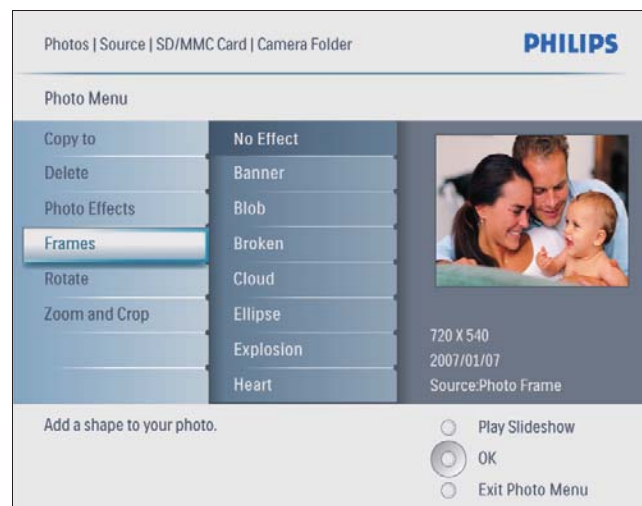 Photos | Source | SD/MMC Card | Camera Folder
PHILIPS
Photo Menu
Copy to
Delete
Photo Effects
Frames
Rotate
Zoom and Crop
No Effect
Banner
Blob
Broken
Cloud
Ellipse
Explosion
Heart
720 X 540
2007/01/07
Source:Photo Frame
Add a shape to your photo.
Play Slideshow
OK
Exit Photo Menu